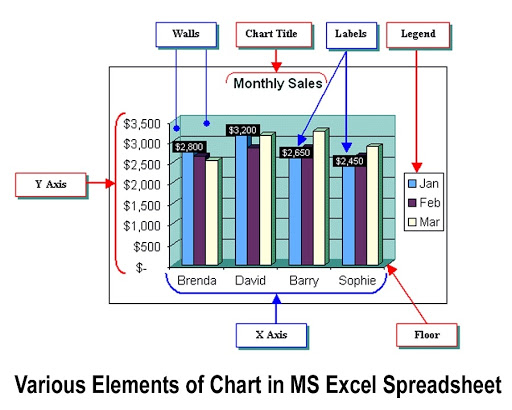 Walls
Chart Title
Labels
Legend
Monthly Sales
$3,500
$3,000
$2,500
$2,000
$1,500
$1,000
$500
$-
$2,800
$3,200
$2,650
$2,450
Y Axis
Jan
Feb
Mar
Brenda David Barry Sophie
X Axis
Floor
Various Elements of Chart in MS Excel Spreadsheet